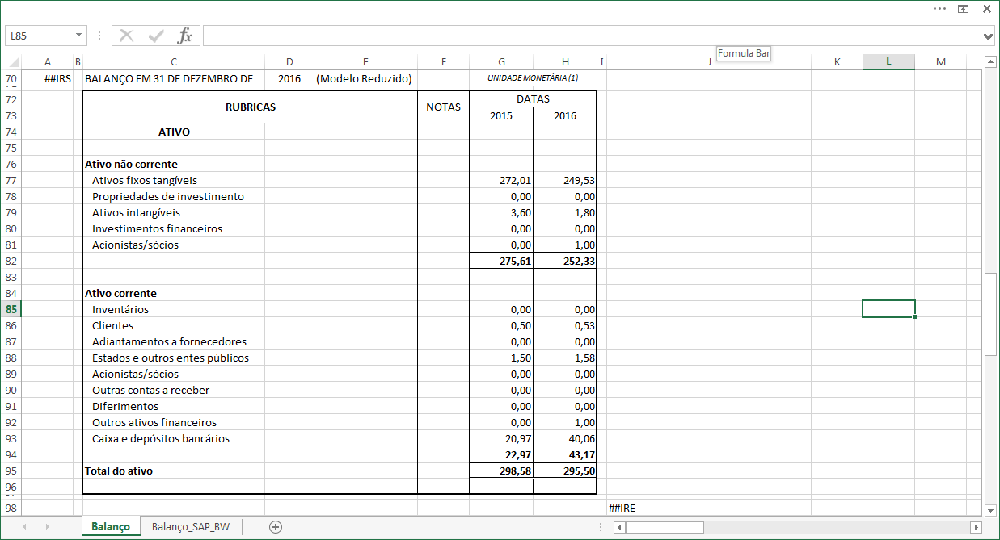 L85 fx
Formula Bar
A B C D E F G H I J K L M
70 ##IRS BALANÇO EM 31 DE DEZEMBRO DE 2016 (Modelo Reduzido) UNIDADE MONETÁRIA (1)
72 RUBRICAS NOTAS DATAS
73 2015 2016
74 ATIVO
75
76 Ativo não corrente
77 Ativos fixos tangíveis 272,01 249,53
78 Propriedades de investimento 0,00 0,00
79 Ativos intangíveis 3,60 1,80
80 Investimentos financeiros 0,00 0,00
81 Acionistas/sócios 0,00 1,00
82 275,61 252,33
83
84 Ativo corrente
85 Inventários 0,00 0,00
86 Clientes 0,50 0,53
87 Adiantamentos a fornecedores 0,00 0,00
88 Estados e outros entes públicos 1,50 1,58
89 Acionistas/sócios 0,00 0,00
90 Outras contas a receber 0,00 0,00
91 Diferimentos 0,00 0,00
92 Outros ativos financeiros 0,00 1,00
93 Caixa e depósitos bancários 20,97 40,06
94 22,97 43,17
95 Total do ativo 298,58 295,50
96
98 ##IRE
Balanço Balanço_SAP_BW